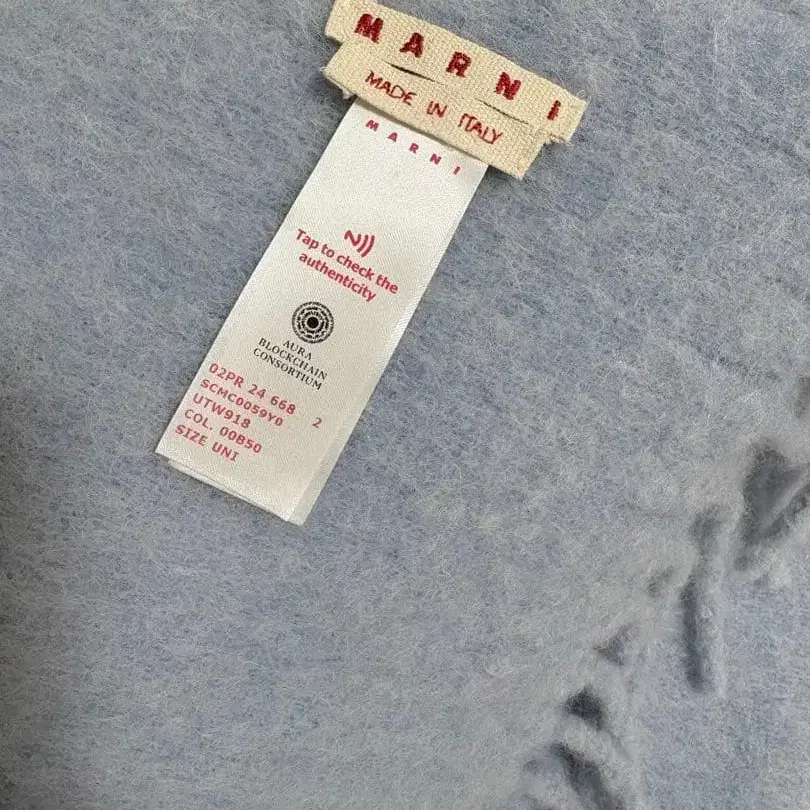 MARNI
MADE IN ITALY
MARNI
Tap to check the
authenticity
AURA
BLOCKCHAIN
CONSORTIUM
02PR 24 668 2
SCMC0059Y0
UTW918
COL. 00B50
SIZE UNI